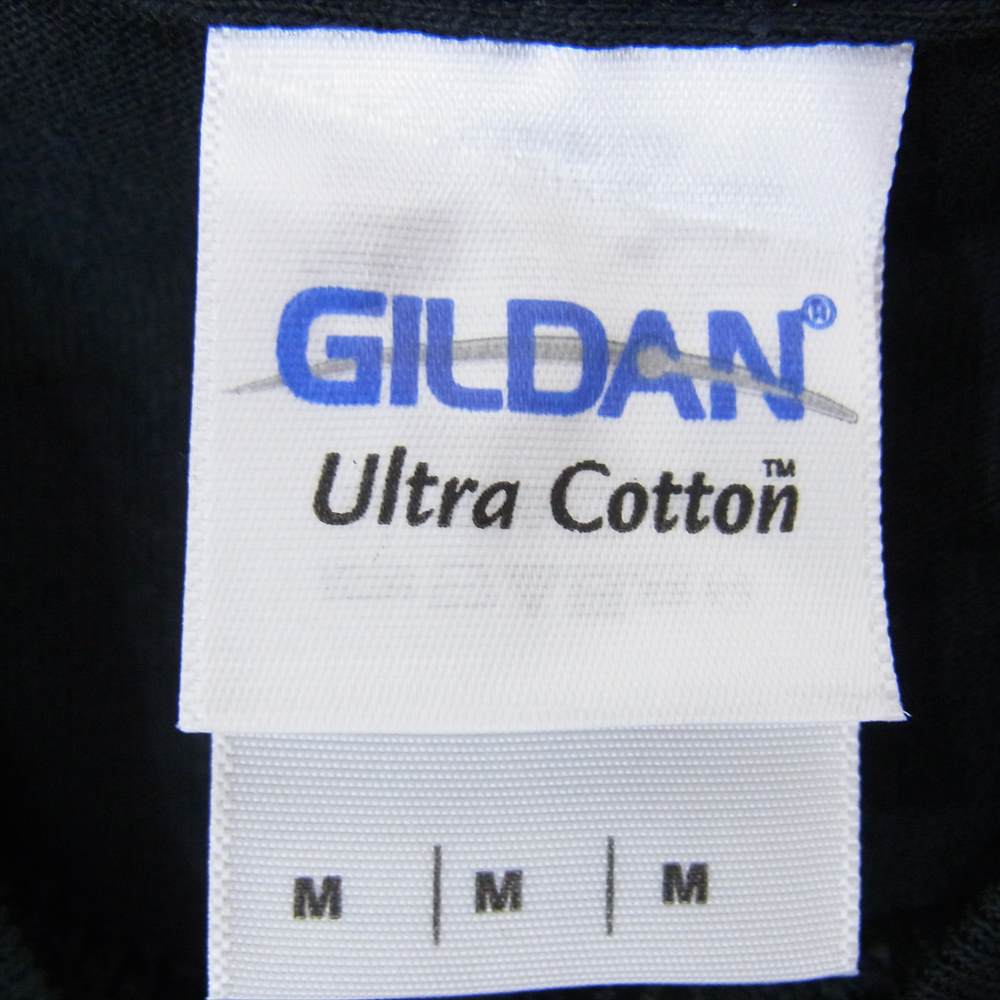 GILDAN®
Ultra Cotton™
M | M | M